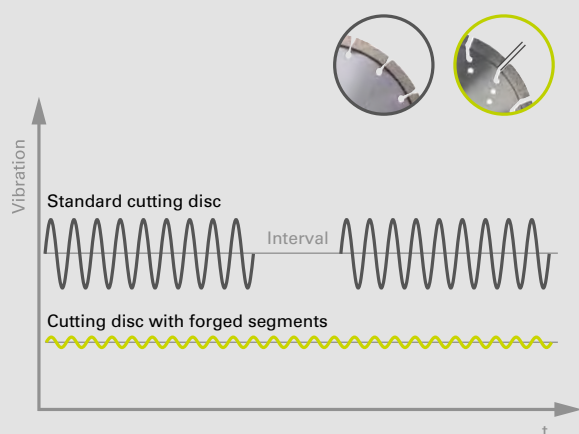 Vibration
Standard cutting disc
Interval
Cutting disc with forged segments
t